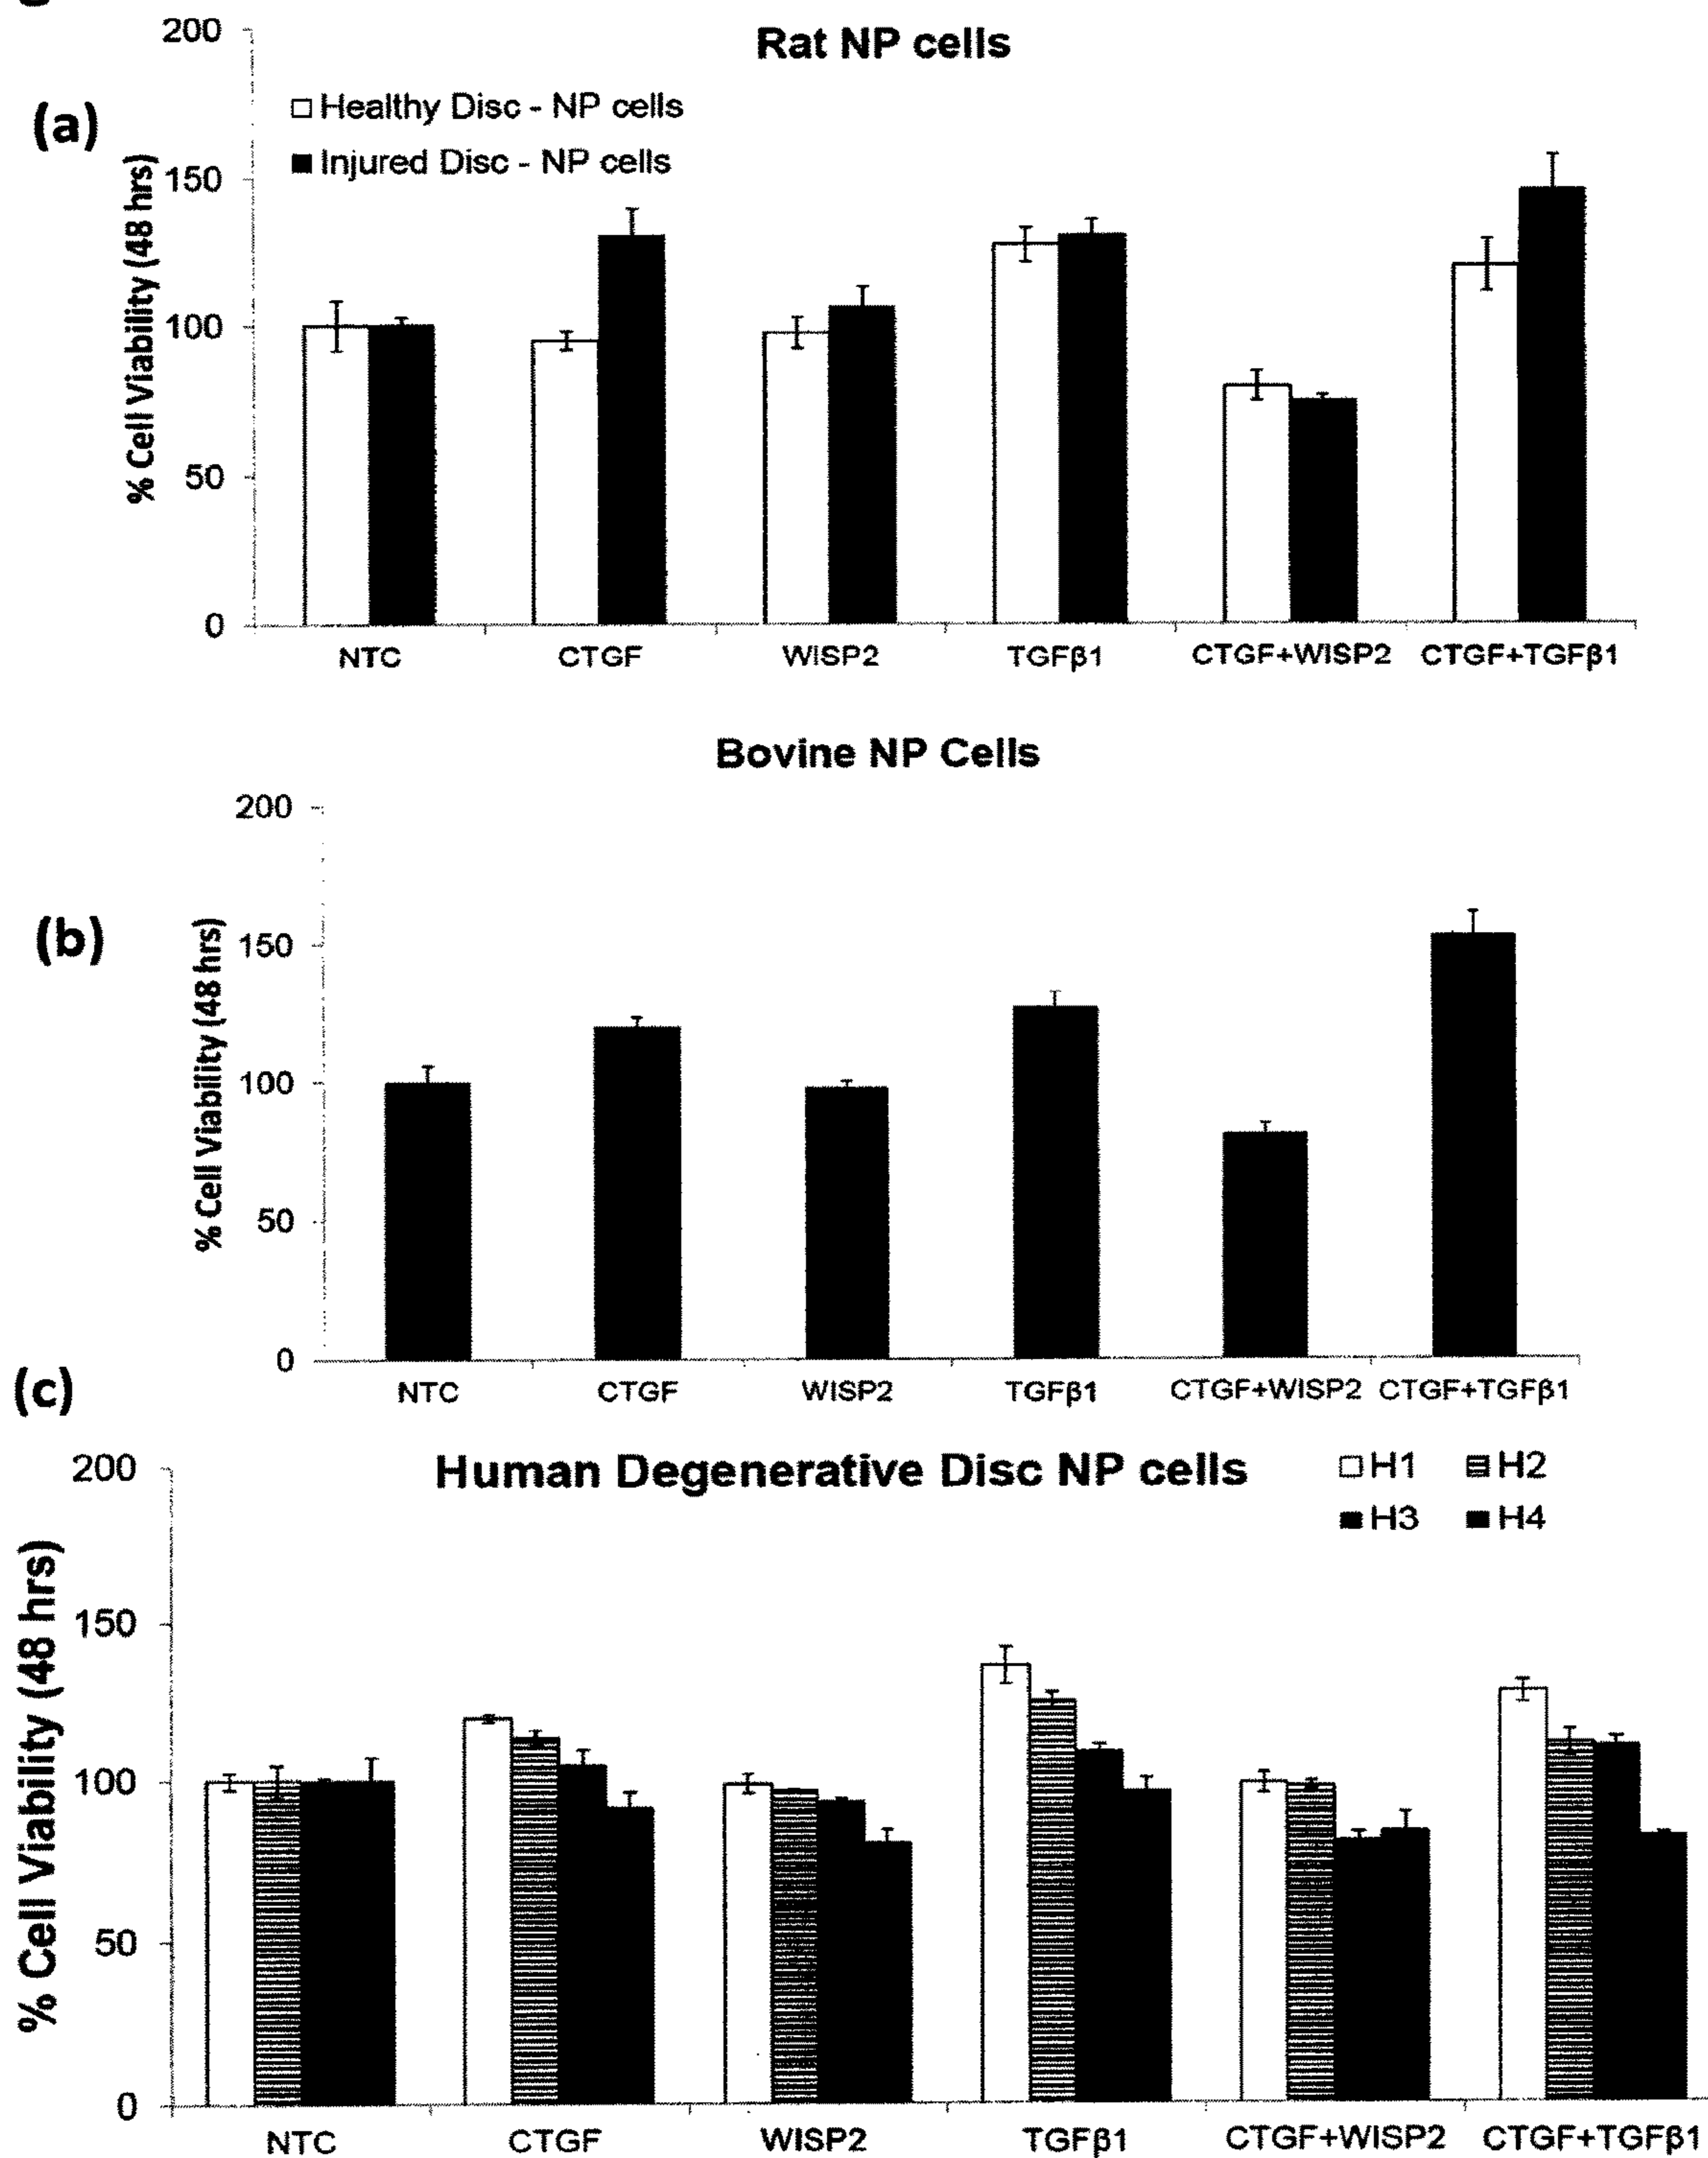 Rat NP cells
(a)
Healthy Disc - NP cells
Injured Disc - NP cells
% Cell Viability (48 hrs)
200
150
100
50
0
NTC CTGF WISP2 TGFβ1 CTGF+WISP2 CTGF+TGFβ1
Bovine NP Cells
(b)
% Cell Viability (48 hrs)
200
150
100
50
0
NTC CTGF WISP2 TGFβ1 CTGF+WISP2 CTGF+TGFβ1
(c)
Human Degenerative Disc NP cells
H1 H2
H3 H4
% Cell Viability (48 hrs)
200
150
100
50
0
NTC CTGF WISP2 TGFβ1 CTGF+WISP2 CTGF+TGFβ1